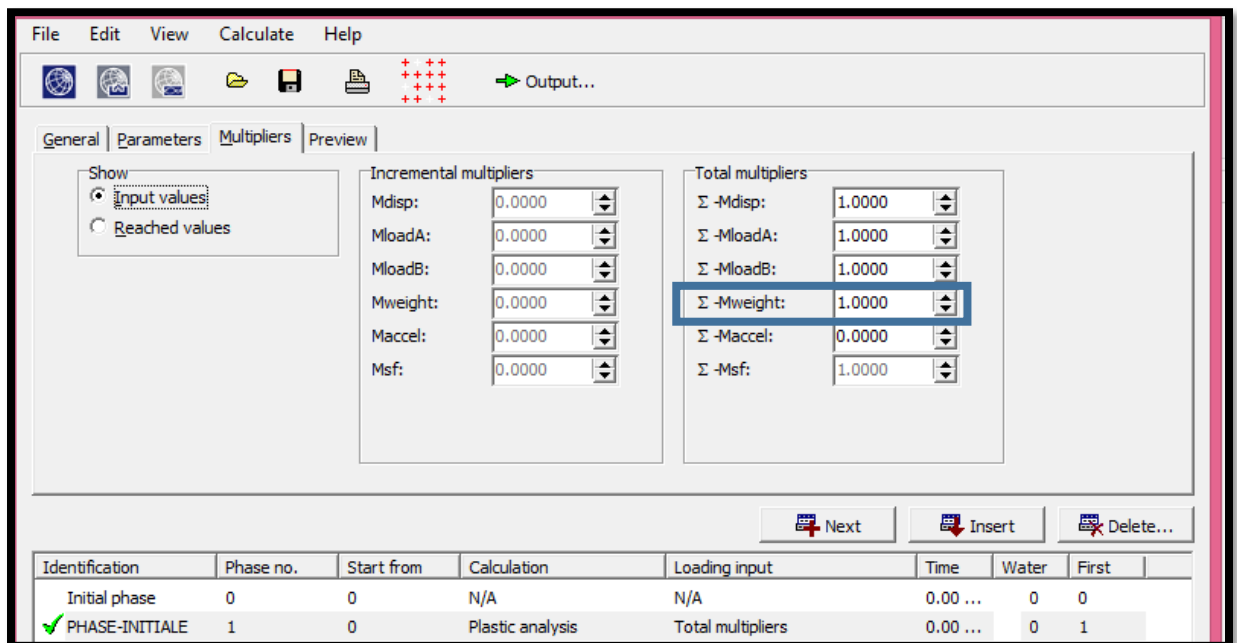 File Edit View Calculate Help
Output...
General Parameters Multipliers Preview
Show
Input values
Reached values
Incremental multipliers
Mdisp: 0.0000
MloadA: 0.0000
MloadB: 0.0000
Mweight: 0.0000
Maccel: 0.0000
Msf: 0.0000
Total multipliers
Σ -Mdisp: 1.0000
Σ -MloadA: 1.0000
Σ -MloadB: 1.0000
Σ -Mweight: 1.0000
Σ -Maccel: 0.0000
Σ -Msf: 1.0000
Next Insert Delete...
Identification Phase no. Start from Calculation Loading input Time Water First
Initial phase 0 0 N/A N/A 0.00 ... 0 0
PHASE-INITIALE 1 0 Plastic analysis Total multipliers 0.00 ... 0 1